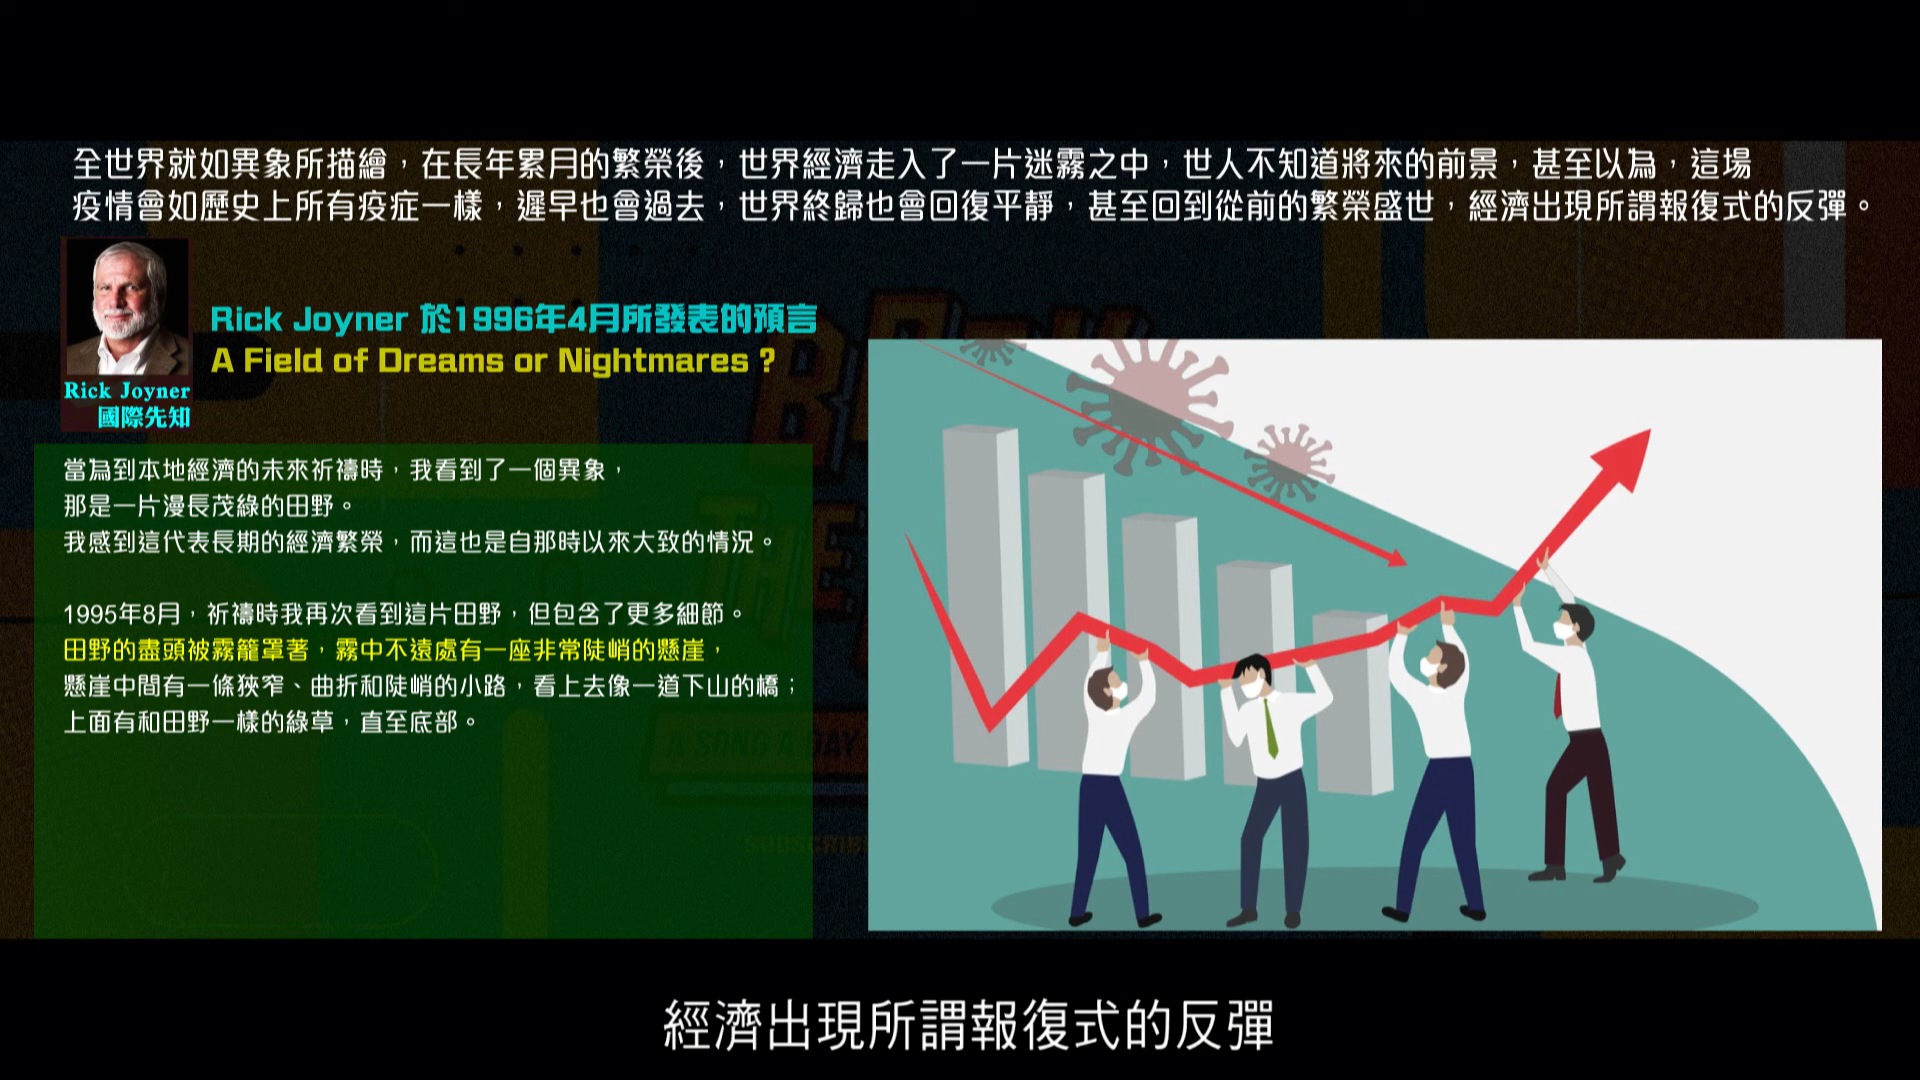 全世界就如異象所描繪，在長年累月的繁榮後，世界經濟走入了一片迷霧之中，世人不知道將來的前景，甚至以為，這場
疫情會如歷史上所有疫症一樣，遲早也會過去，世界終歸也會回復平靜，甚至回到從前的繁榮盛世，經濟出現所謂報復式的反彈。
Rick Joyner 於1996年4月所發表的預言
A Field of Dreams or Nightmares ?
Rick Joyner
國際先知
當為到本地經濟的未來祈禱時，我看到了一個異象，
那是一片漫長茂綠的田野。
我感到這代表長期的經濟繁榮，而這也是自那時以來大致的情況。
1995年8月，祈禱時我再次看到這片田野，但包含了更多細節。
田野的盡頭被霧籠罩著，霧中不遠處有一座非常陡峭的懸崖，
懸崖中間有一條狹窄、曲折和陡峭的小路，看上去像一道下山的橋；
上面有和田野一樣的綠草，直至底部。
A SONG A DAY
經濟出現所謂報復式的反彈